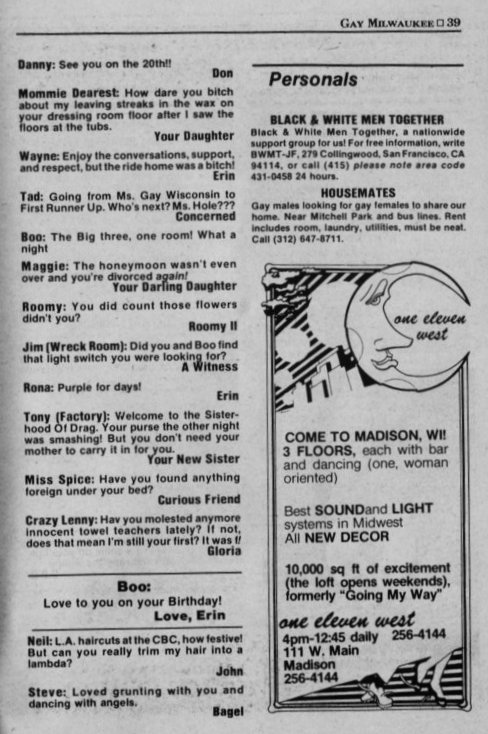 GAY MILWAUKEE □ 39
Danny: See you on the 20th!!
Don
Mommie Dearest: How dare you bitch
about my leaving streaks in the wax on
your dressing room floor after I saw the
floors at the tubs.
Your Daughter
Wayne: Enjoy the conversations, support,
and respect, but the ride home was a bitch!
Erin
Tad: Going from Ms. Gay Wisconsin to
First Runner Up. Who's next? Ms. Hole???
Concerned
Boo: The Big three, one room! What a
night
Maggie: The honeymoon wasn't even
over and you're divorced again!
Your Darling Daughter
Roomy: You did count those flowers
didn't you?
Roomy II
Jim (Wreck Room): Did you and Boo find
that light switch you were looking for?
A Witness
Rona: Purple for days!
Erin
Tony (Factory): Welcome to the Sister-
hood Of Drag. Your purse the other night
was smashing! But you don't need your
mother to carry it in for you.
Your New Sister
Miss Spice: Have you found anything
foreign under your bed?
Curious Friend
Crazy Lenny: Hav you molested anymore
innocent towel teachers lately? If not,
does that mean I'm still your first? It was f/
Gloria
Boo:
Love to you on your Birthday!
Love, Erin
Neil: L.A. haircuts at the CBC, how festive!
But can you really trim my hair into a
lambda?
John
Steve: Loved grunting with you and
dancing with angels.
Bagel
Personals
BLACK & WHITE MEN TOGETHER
Black & White Men Together, a nationwide
support group for us! For free information, write
BWMT-JF, 279 Collingwood, San Francisco, CA
94114, or call (415) please note area code
431-0458 24 hours.
HOUSEMATES
Gay males looking for gay females to share our
home. Near Mitchell Park and bus lines. Rent
includes room, laundry, utilities, must be neat.
Call (312) 647-8711.
one eleven
west
COME TO MADISON, WI!
3 FLOORS, each with bar
and dancing (one, woman
oriented)
Best SOUND and LIGHT
systems in Midwest
All NEW DECOR
10,000 sq ft of excitement
(the loft opens weekends),
formerly "Going My Way"
one eleven west
4pm-12:45 daily 256-4144
111 W. Main
Madison
256-4144